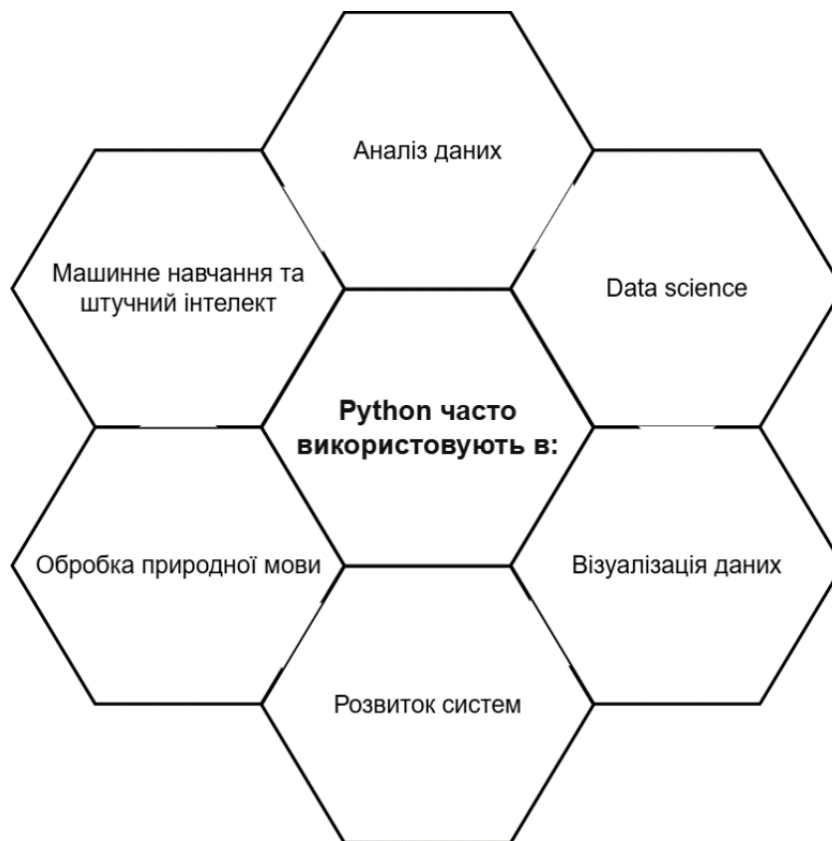 Аналіз даних
Машинне навчання та
штучний інтелект
Data science
Python часто
використовують в:
Обробка природної мови
Візуалізація даних
Розвиток систем